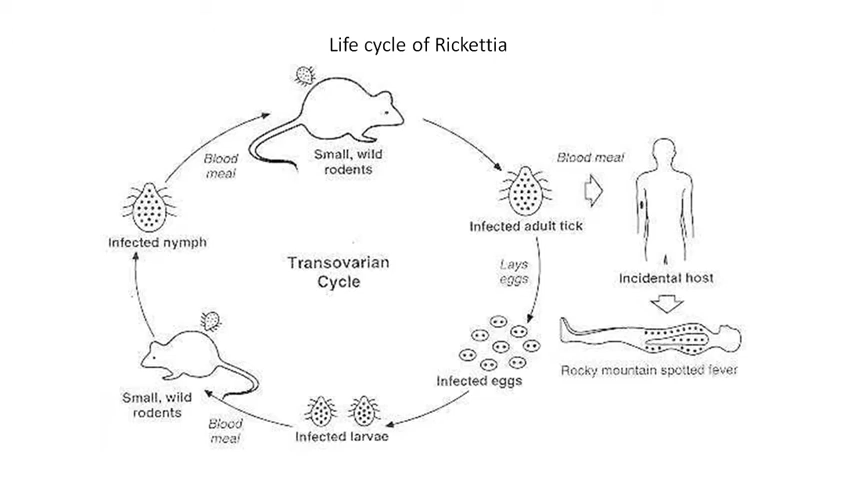 Life cycle of Rickettia
Blood
meal
Small, wild
rodents
Blood meal
Infected adult tick
Infected nymph
Transovarian
Cycle
Lays
eggs
Incidental host
Rocky mountain spotted fever
Infected eggs
Small, wild
rodents
Blood
meal
Infected larvae